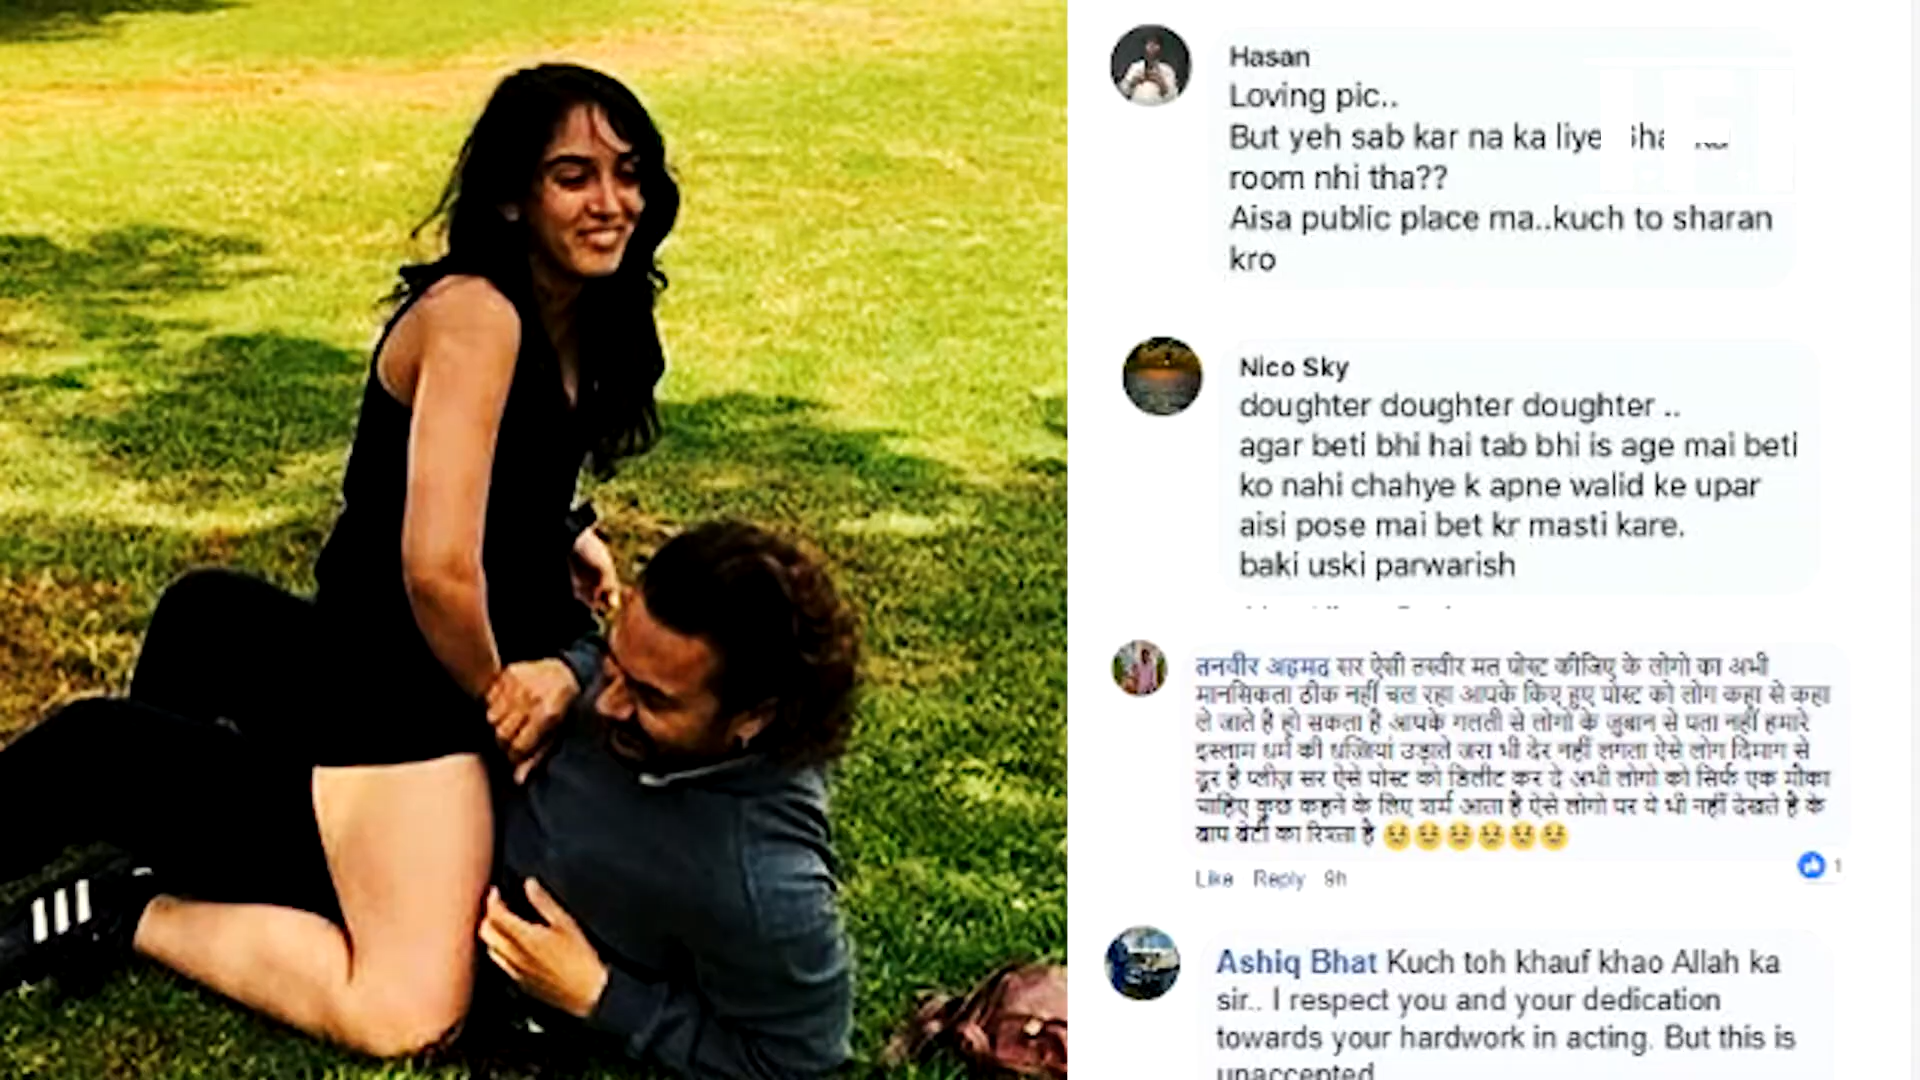 Hasan
Loving pic..
But yeh sab kar na ka liye
room nhi tha??
Aisa public place ma..kuch to sharan
kro
Nico Sky
doughter doughter doughter ..
agar beti bhi hai tab bhi is age mai beti
ko nahi chahye k apne walid ke upar
aisi pose mai bet kr masti kare.
baki uski parwarish
तनवीर अहमद सर ऐसी तस्वीर मत पोस्ट कीजिए के लोगो का अभी
मानसिकता ठीक नहीं चल रहा आपके किए हुए पोस्ट को लोग कहा से कहा
ले जाते है हो सकता है आपके गलती से लोगो के जुबान से पता नहीं हमारे
इस्लाम धर्म की धज्जियां उड़ाते जरा भी देर नहीं लगता ऐसे लोग दिमाग से
दूर है प्लीज़ सर ऐसे पोस्ट को डिलीट कर दे अभी लोगो को सिर्फ एक मौका
चाहिए कुछ कहने के लिए शर्म आता है ऐसे लोगो पर ये भी नहीं देखते है के
बाप बेटी का रिश्ता है 😟😟😟😟😟😟
Like Reply 9h
1
Ashiq Bhat Kuch toh khauf khao Allah ka
sir.. I respect you and your dedication
towards your hardwork in acting. But this is
unaccepted